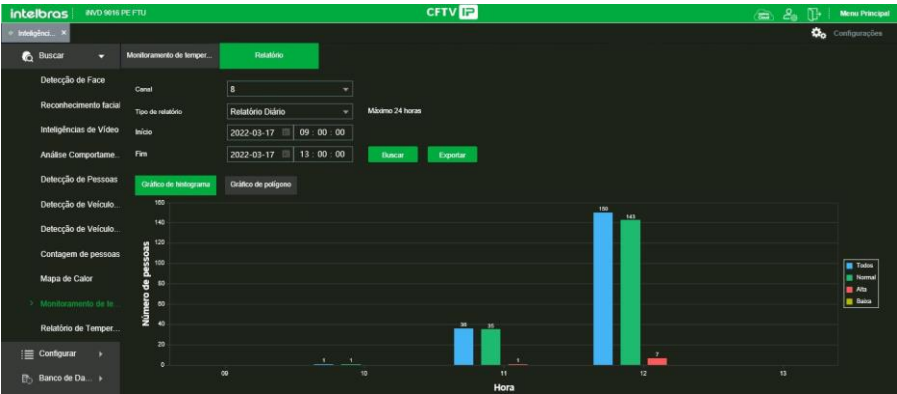 intelbras INVD 9016 PE FTU CFTV IP Menu Principal
Inteligênci... × Configurações
Buscar Monitoramento de temper... Relatório
Detecção de Face
Canal 8
Reconhecimento facial
Tipo de relatório Relatório Diário Máximo 24 horas
Inteligências de Vídeo Início 2022-03-17 09 : 00 : 00
Análise Comportame... Fim 2022-03-17 13 : 00 : 00 Buscar Exportar
Detecção de Pessoas Gráfico de histograma Gráfico de polígono
Detecção de Veículo...
Detecção de Veículo...
Contagem de pessoas
Mapa de Calor
Monitoramento de te...
Relatório de Temper...
Configurar
Banco de Da...
Número de pessoas
160
140
120
100
80
60
40
20
0
1 1
36 35 1
150 143 7
09 10 11 12 13
Hora
Todos
Normal
Alta
Baixa